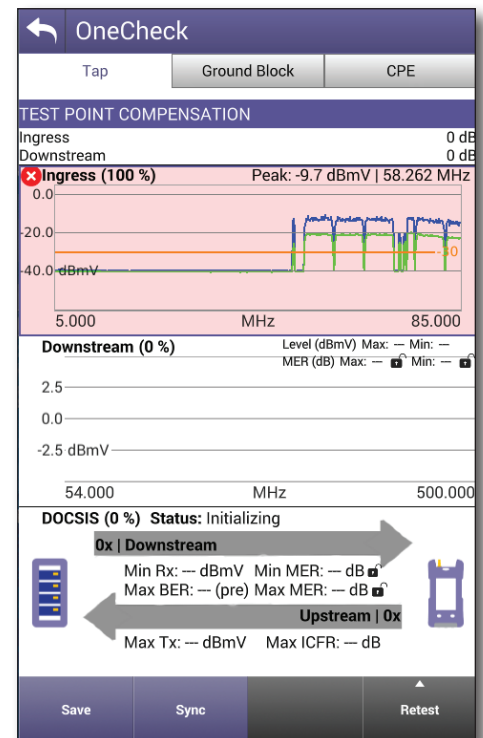 OneCheck
Tap Ground Block CPE
TEST POINT COMPENSATION
Ingress 0 dB
Downstream 0 dB
Ingress (100 %) Peak: -9.7 dBmV | 58.262 MHz
0.0
-20.0
-30
-40.0 dBmV
5.000 MHz 85.000
Downstream (0 %) Level (dBmV) Max: --- Min: ---
MER (dB) Max: --- Min: ---
2.5
0.0
-2.5 dBmV
54.000 MHz 500.000
DOCSIS (0 %) Status: Initializing
0x | Downstream
Min Rx: --- dBmV Min MER: --- dB
Max BER: --- (pre) Max MER: --- dB
Upstream | 0x
Max Tx: --- dBmV Max ICFR: --- dB
Save Sync Retest